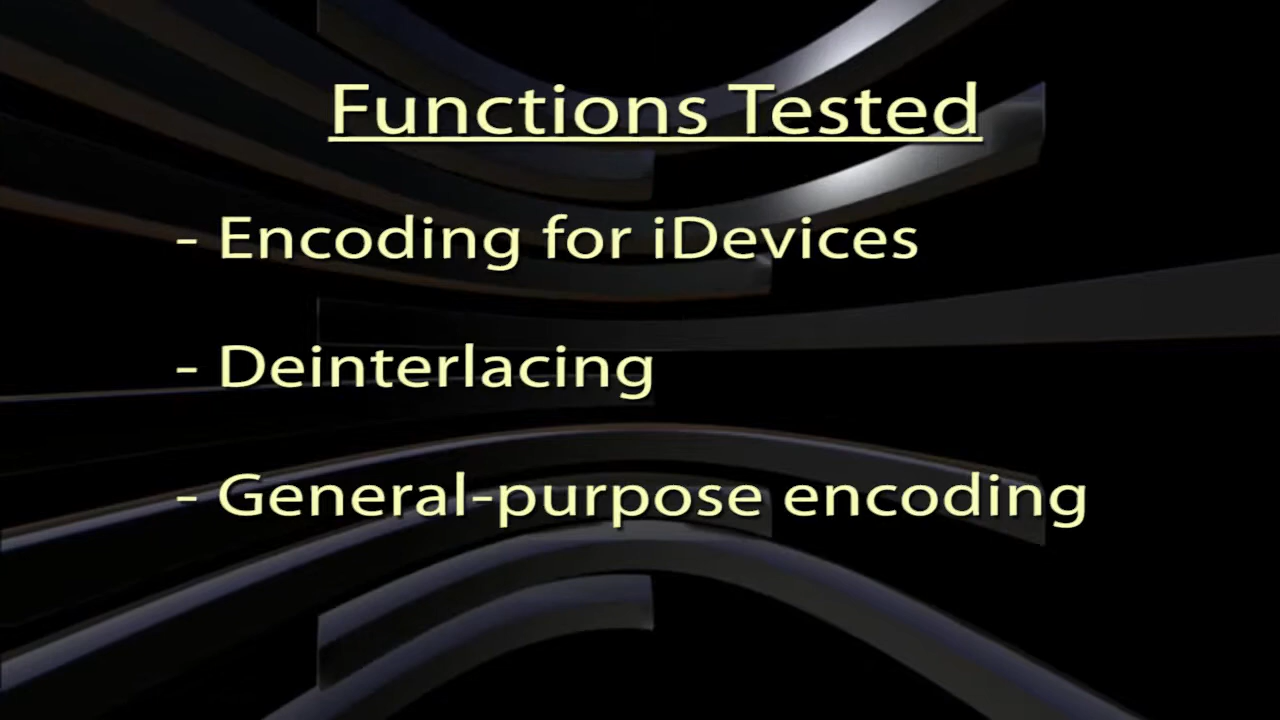 Functions Tested
- Encoding for iDevices
- Deinterlacing
- General-purpose encoding